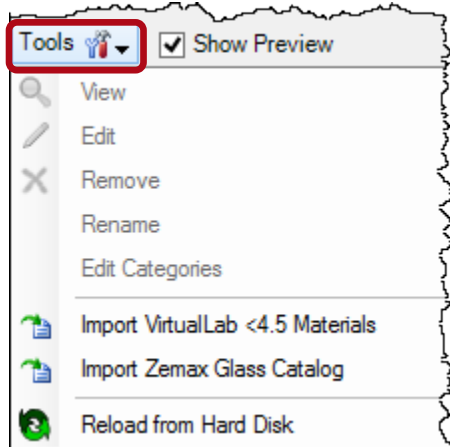 Tools Show Preview
View
Edit
Remove
Rename
Edit Categories
Import VirtualLab <4.5 Materials
Import Zemax Glass Catalog
Reload from Hard Disk